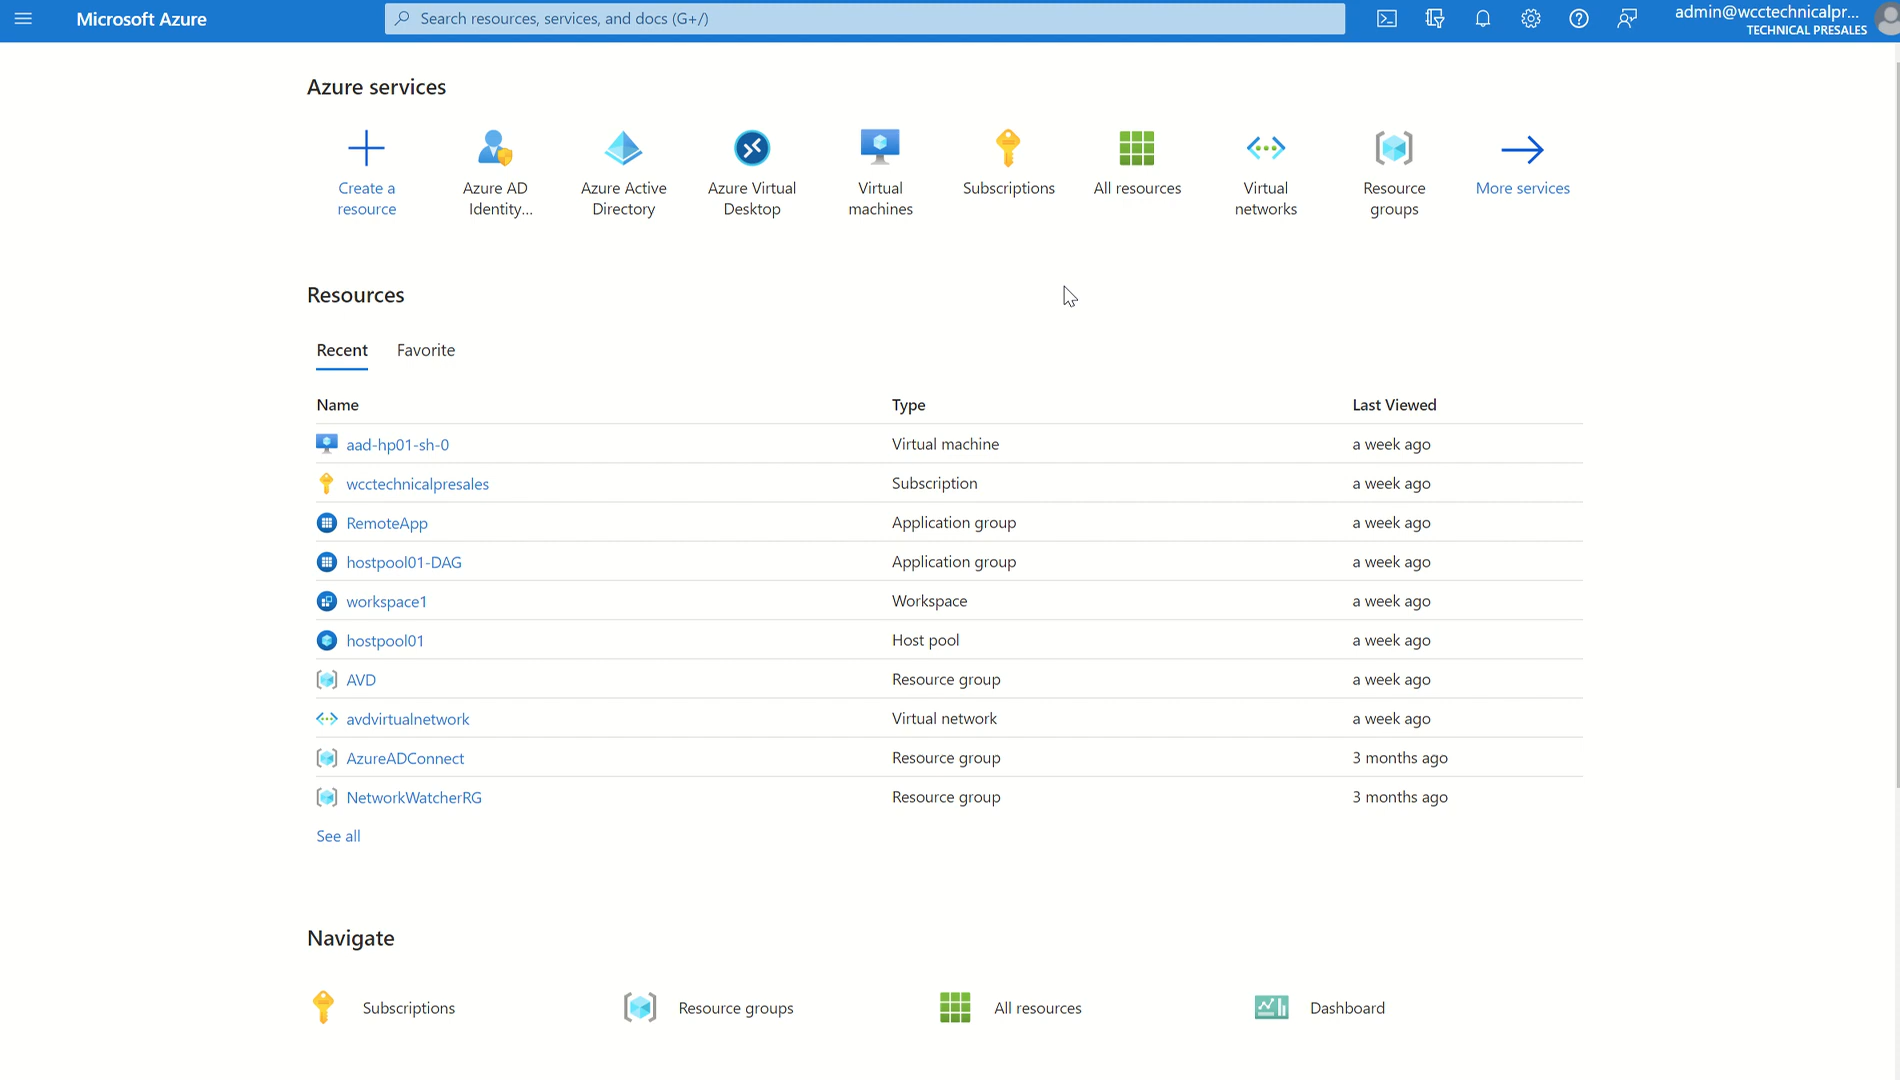 Microsoft Azure
Search resources, services, and docs (G+/)
admin@wcctechnicalpr...
TECHNICAL PRESALES
Azure services
Create a
resource
Azure AD
Identity...
Azure Active
Directory
Azure Virtual
Desktop
Virtual
machines
Subscriptions
All resources
Virtual
networks
Resource
groups
More services
Resources
Recent Favorite
Name Type Last Viewed
aad-hp01-sh-0 Virtual machine a week ago
wcctechnicalpresales Subscription a week ago
RemoteApp Application group a week ago
hostpool01-DAG Application group a week ago
workspace1 Workspace a week ago
hostpool01 Host pool a week ago
AVD Resource group a week ago
avdvirtualnetwork Virtual network a week ago
AzureADConnect Resource group 3 months ago
NetworkWatcherRG Resource group 3 months ago
See all
Navigate
Subscriptions Resource groups All resources Dashboard